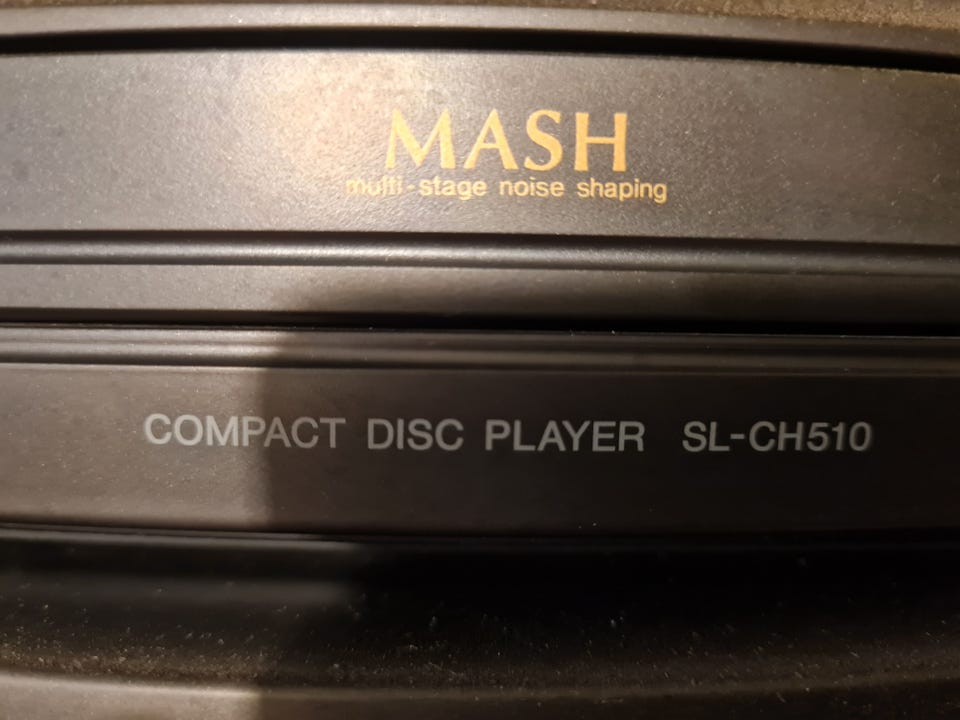 MASH
multi-stage noise shaping
COMPACT DISC PLAYER SL-CH510